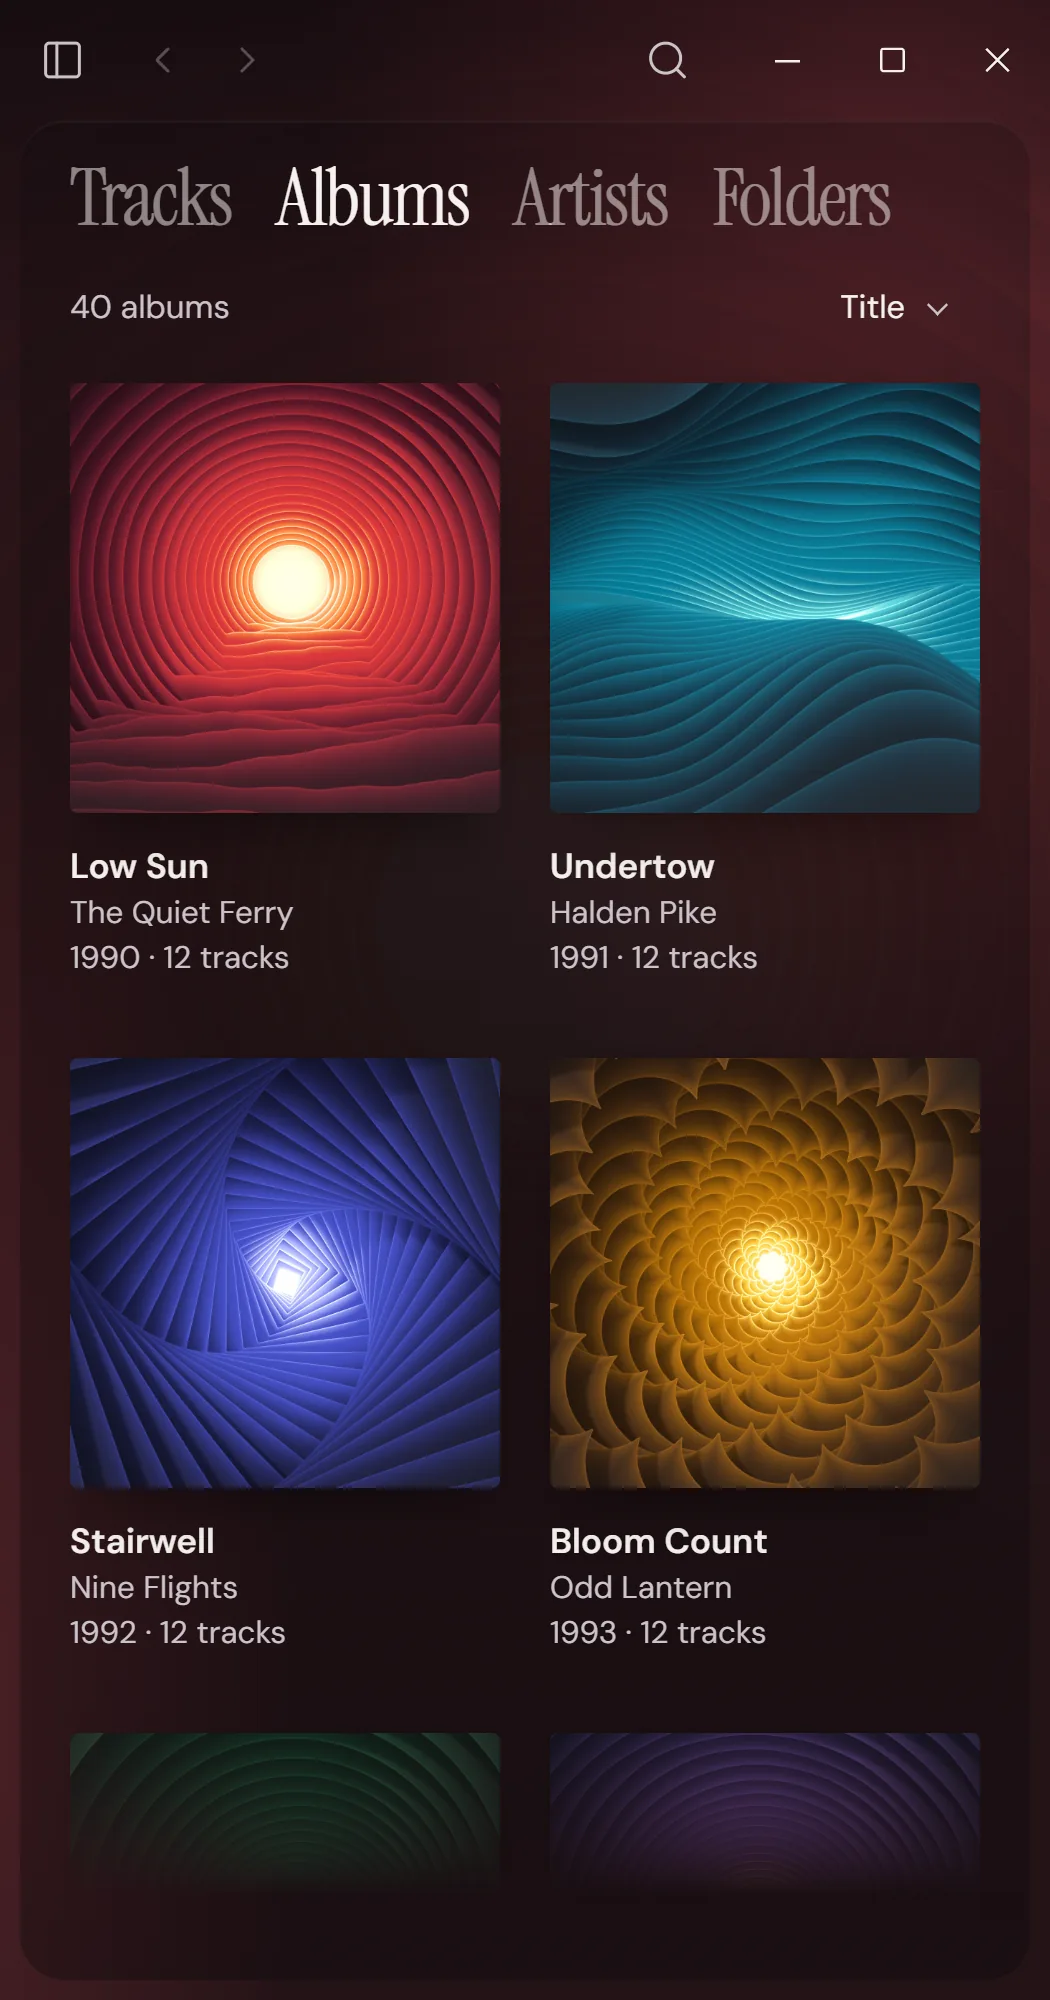 Tracks Albums Artists Folders
40 albums
Title
Low Sun
The Quiet Ferry
1990 · 12 tracks
Undertow
Halden Pike
1991 · 12 tracks
Stairwell
Nine Flights
1992 · 12 tracks
Bloom Count
Odd Lantern
1993 · 12 tracks